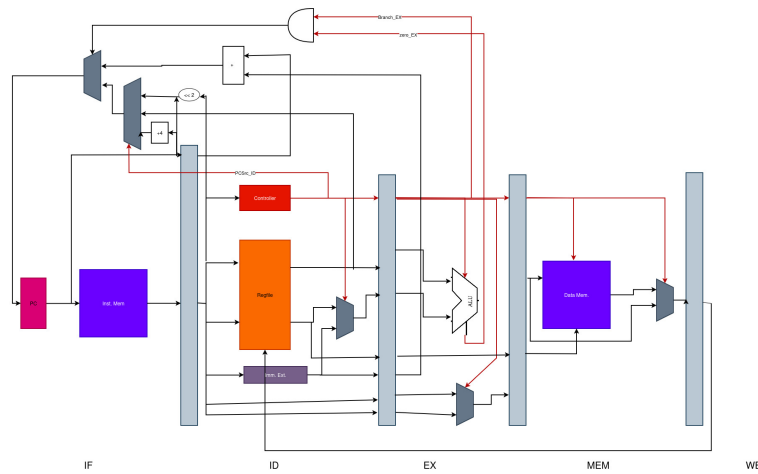 Branch_EX
zero_EX
+
<< 2
+4
PCSrc_ID
Controller
PC
Inst. Mem
Regfile
ALU
Data Mem.
Imm. Ext.
IF
ID
EX
MEM
WB